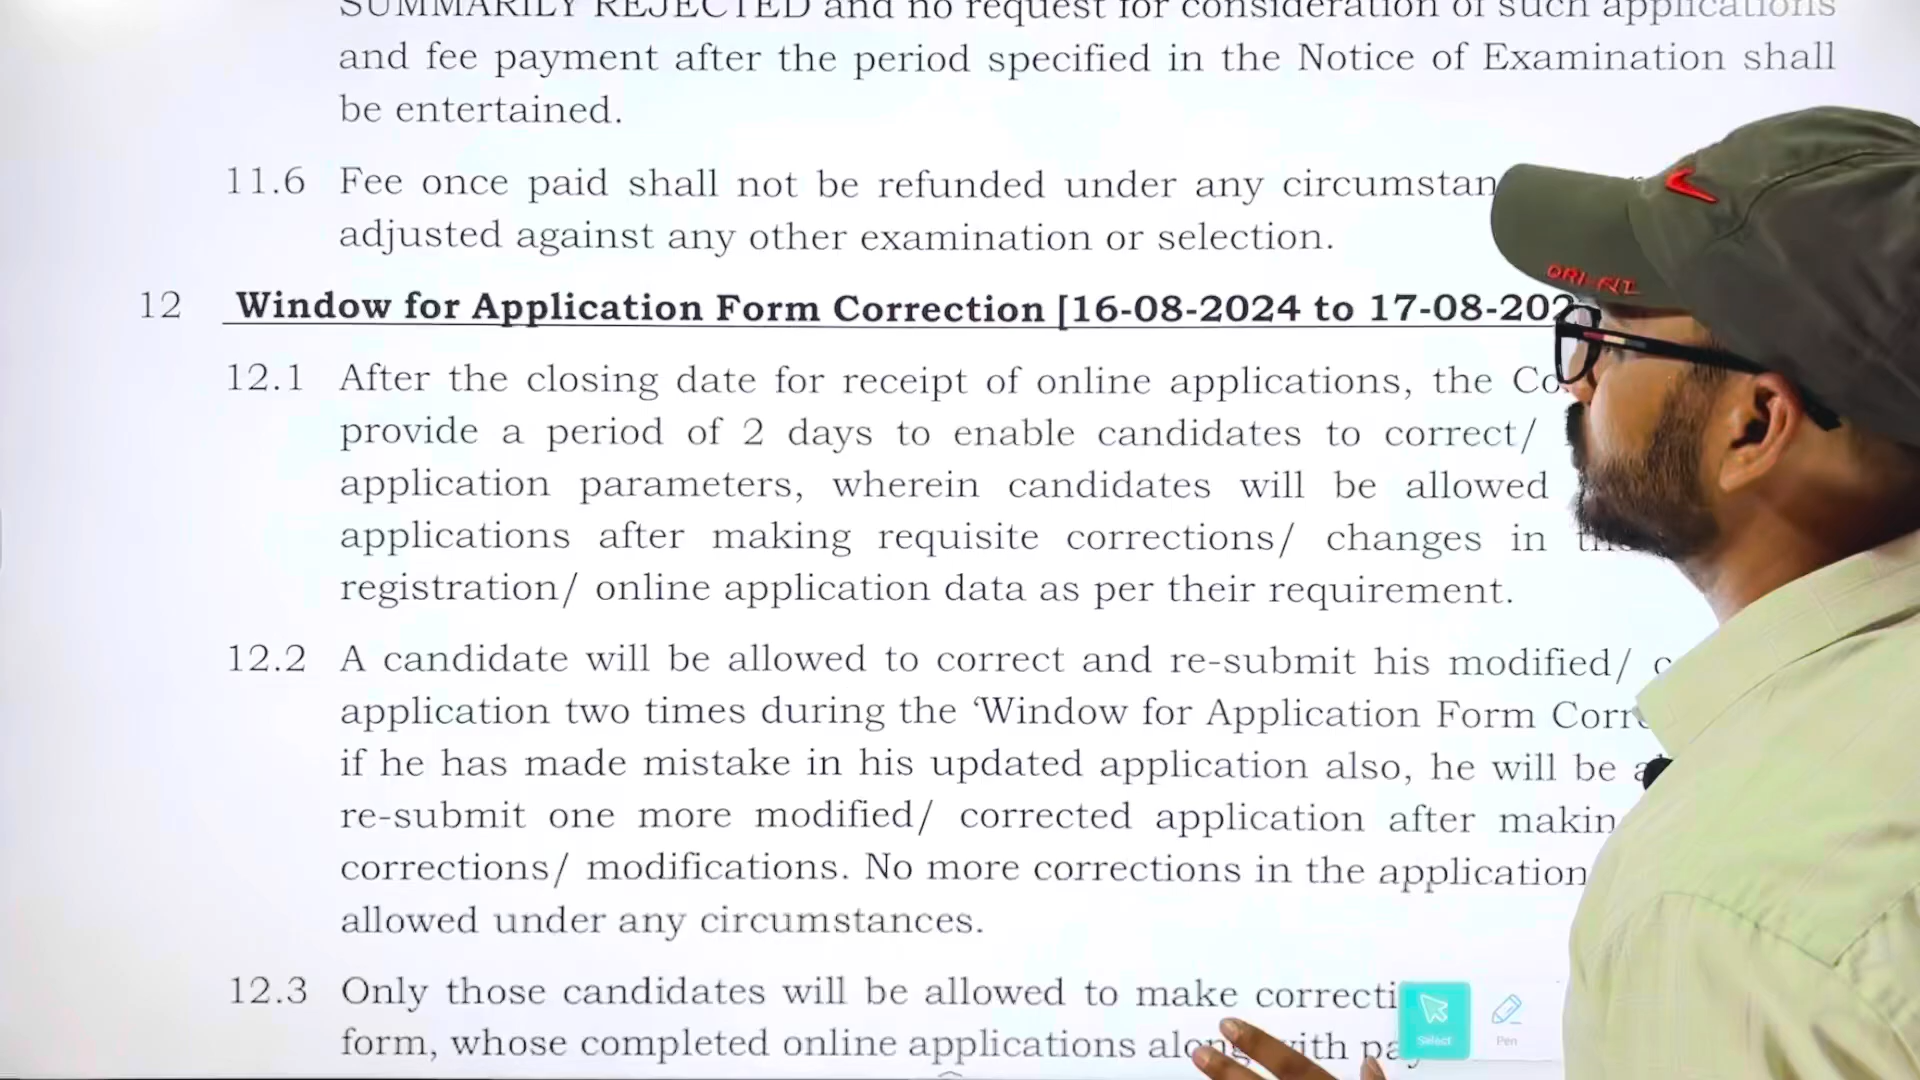 SUMMARILY REJECTED and no request for consideration of such applications
and fee payment after the period specified in the Notice of Examination shall
be entertained.
11.6 Fee once paid shall not be refunded under any
adjusted against any other examination or selection.
12 Window for Application Form Correction [16-08-2024 to 17-08-202
12.1 After the closing date for receipt of online applications, the
provide a period of 2 days to enable candidates to correct/
application parameters, wherein candidates will be allowed
applications after making requisite corrections/ changes in
registration/ online application data as per their requirement.
12.2 A candidate will be allowed to correct and re-submit his modified/
application two times during the ‘Window for Application Form
if he has made mistake in his updated application also, he will be
re-submit one more modified/ corrected application after
corrections/ modifications. No more corrections in the application
allowed under any circumstances.
12.3 Only those candidates will be allowed to make
form, whose completed online applications along with
Select
Pen